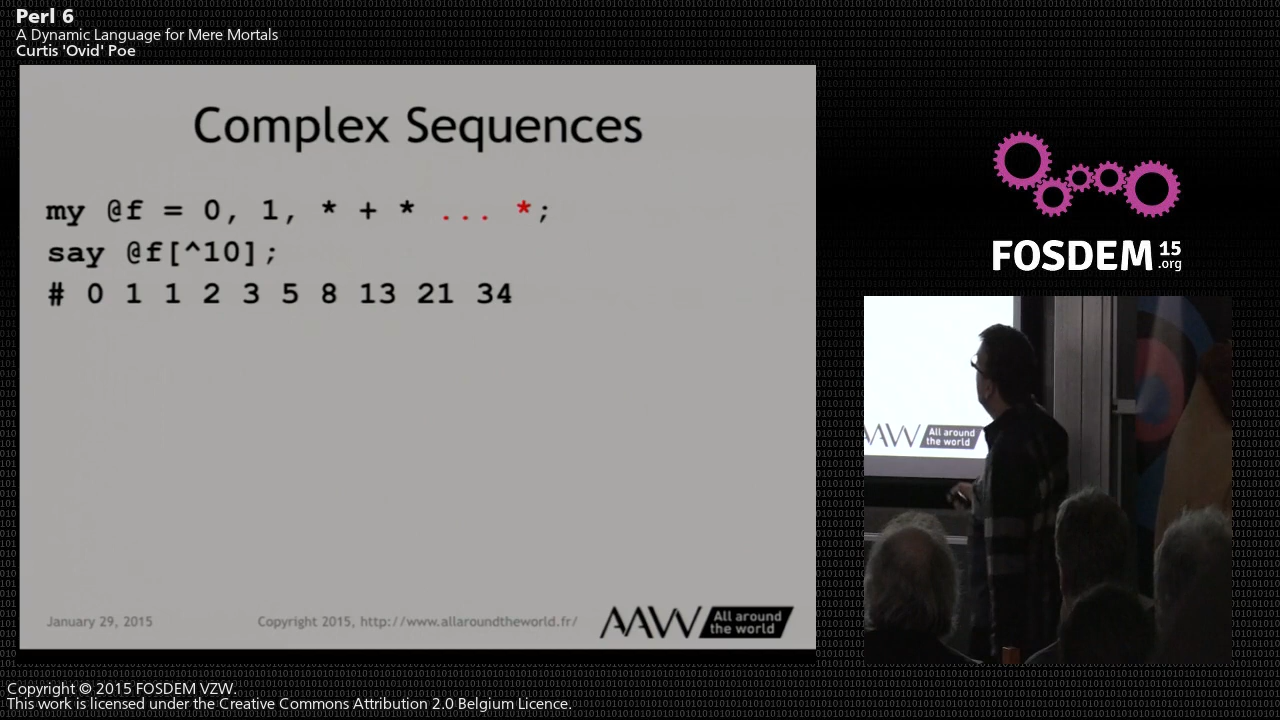 Perl 6
A Dynamic Language for Mere Mortals
Curtis 'Ovid' Poe
Complex Sequences
my @f = 0, 1, * + * ... *;
say @f[^10];
# 0 1 1 2 3 5 8 13 21 34
January 29, 2015
Copyright 2015, http://www.allaroundtheworld.fr/
AAW All around
the world
FOSDEM 15
.org
AAW All around
the world
Copyright © 2015 FOSDEM VZW.
This work is licensed under the Creative Commons Attribution 2.0 Belgium Licence.